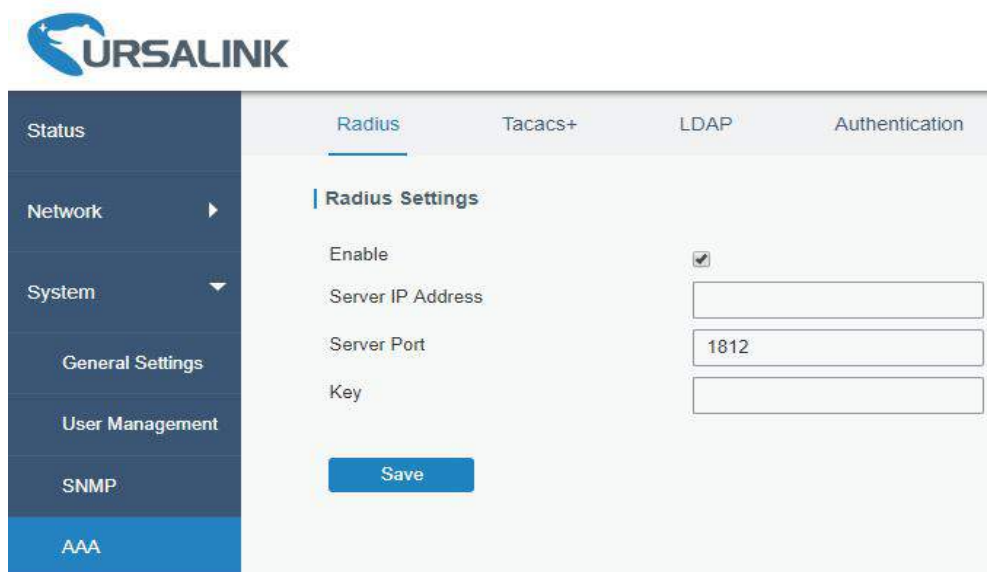 URSALINK
Status
Radius Tacacs+ LDAP Authentication
Network
Radius Settings
Enable
System
Server IP Address
Server Port 1812
General Settings
Key
User Management
Save
SNMP
AAA